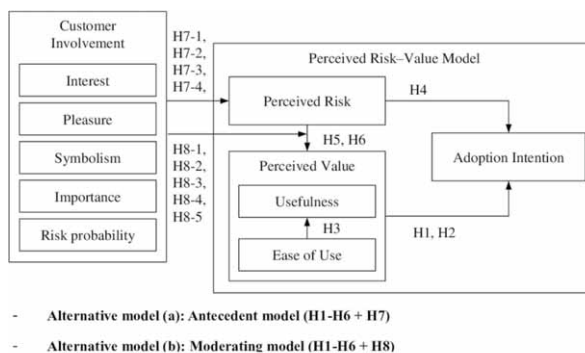 Customer
Involvement
Interest
Pleasure
Symbolism
Importance
Risk probability
H7-1,
H7-2,
H7-3,
H7-4,
H8-1,
H8-2,
H8-3,
H8-4,
H8-5
Perceived Risk–Value Model
Perceived Risk
H4
H5, H6
Perceived Value
Usefulness
H3
Ease of Use
H1, H2
Adoption Intention
- Alternative model (a): Antecedent model (H1-H6 + H7)
- Alternative model (b): Moderating model (H1-H6 + H8)